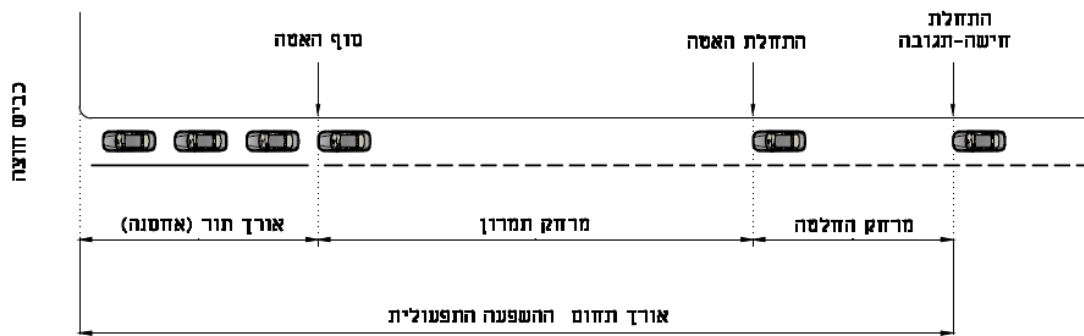 התחלת
חישה-תגובה
התחלת האטה
סוף האטה
כביש חוצה
מרחק החלטה
מרחק תמרון
אורך תור (אחסנה)
אורך תחום ההשפעה התפעולית